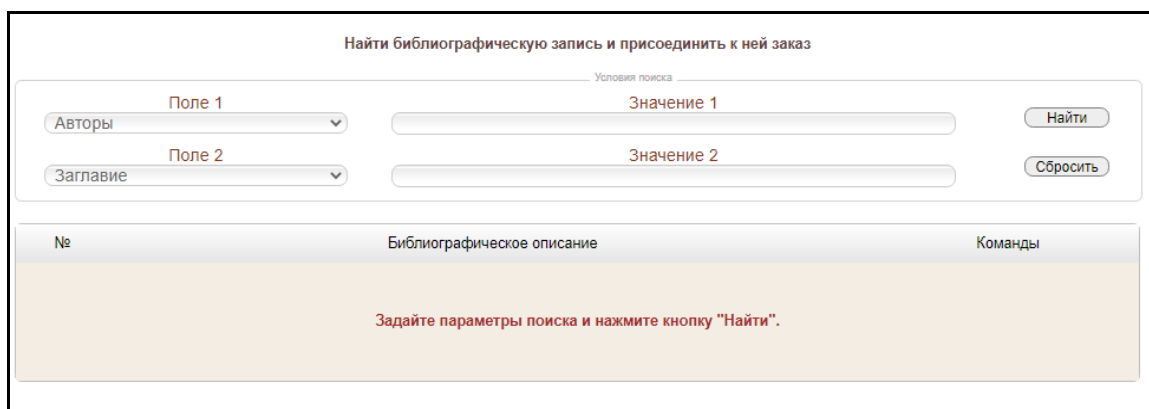 Найти библиографическую запись и присоединить к ней заказ
Условия поиска
Поле 1 Значение 1
Авторы Найти
Поле 2 Значение 2
Заглавие Сбросить
№ Библиографическое описание Команды
Задайте параметры поиска и нажмите кнопку "Найти".